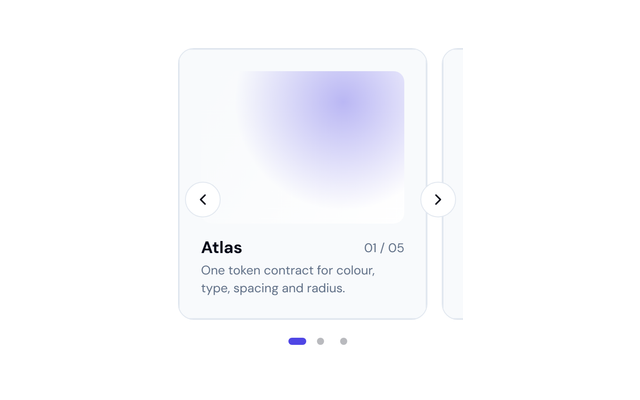 Atlas
01 / 05
One token contract for colour,
type, spacing and radius.